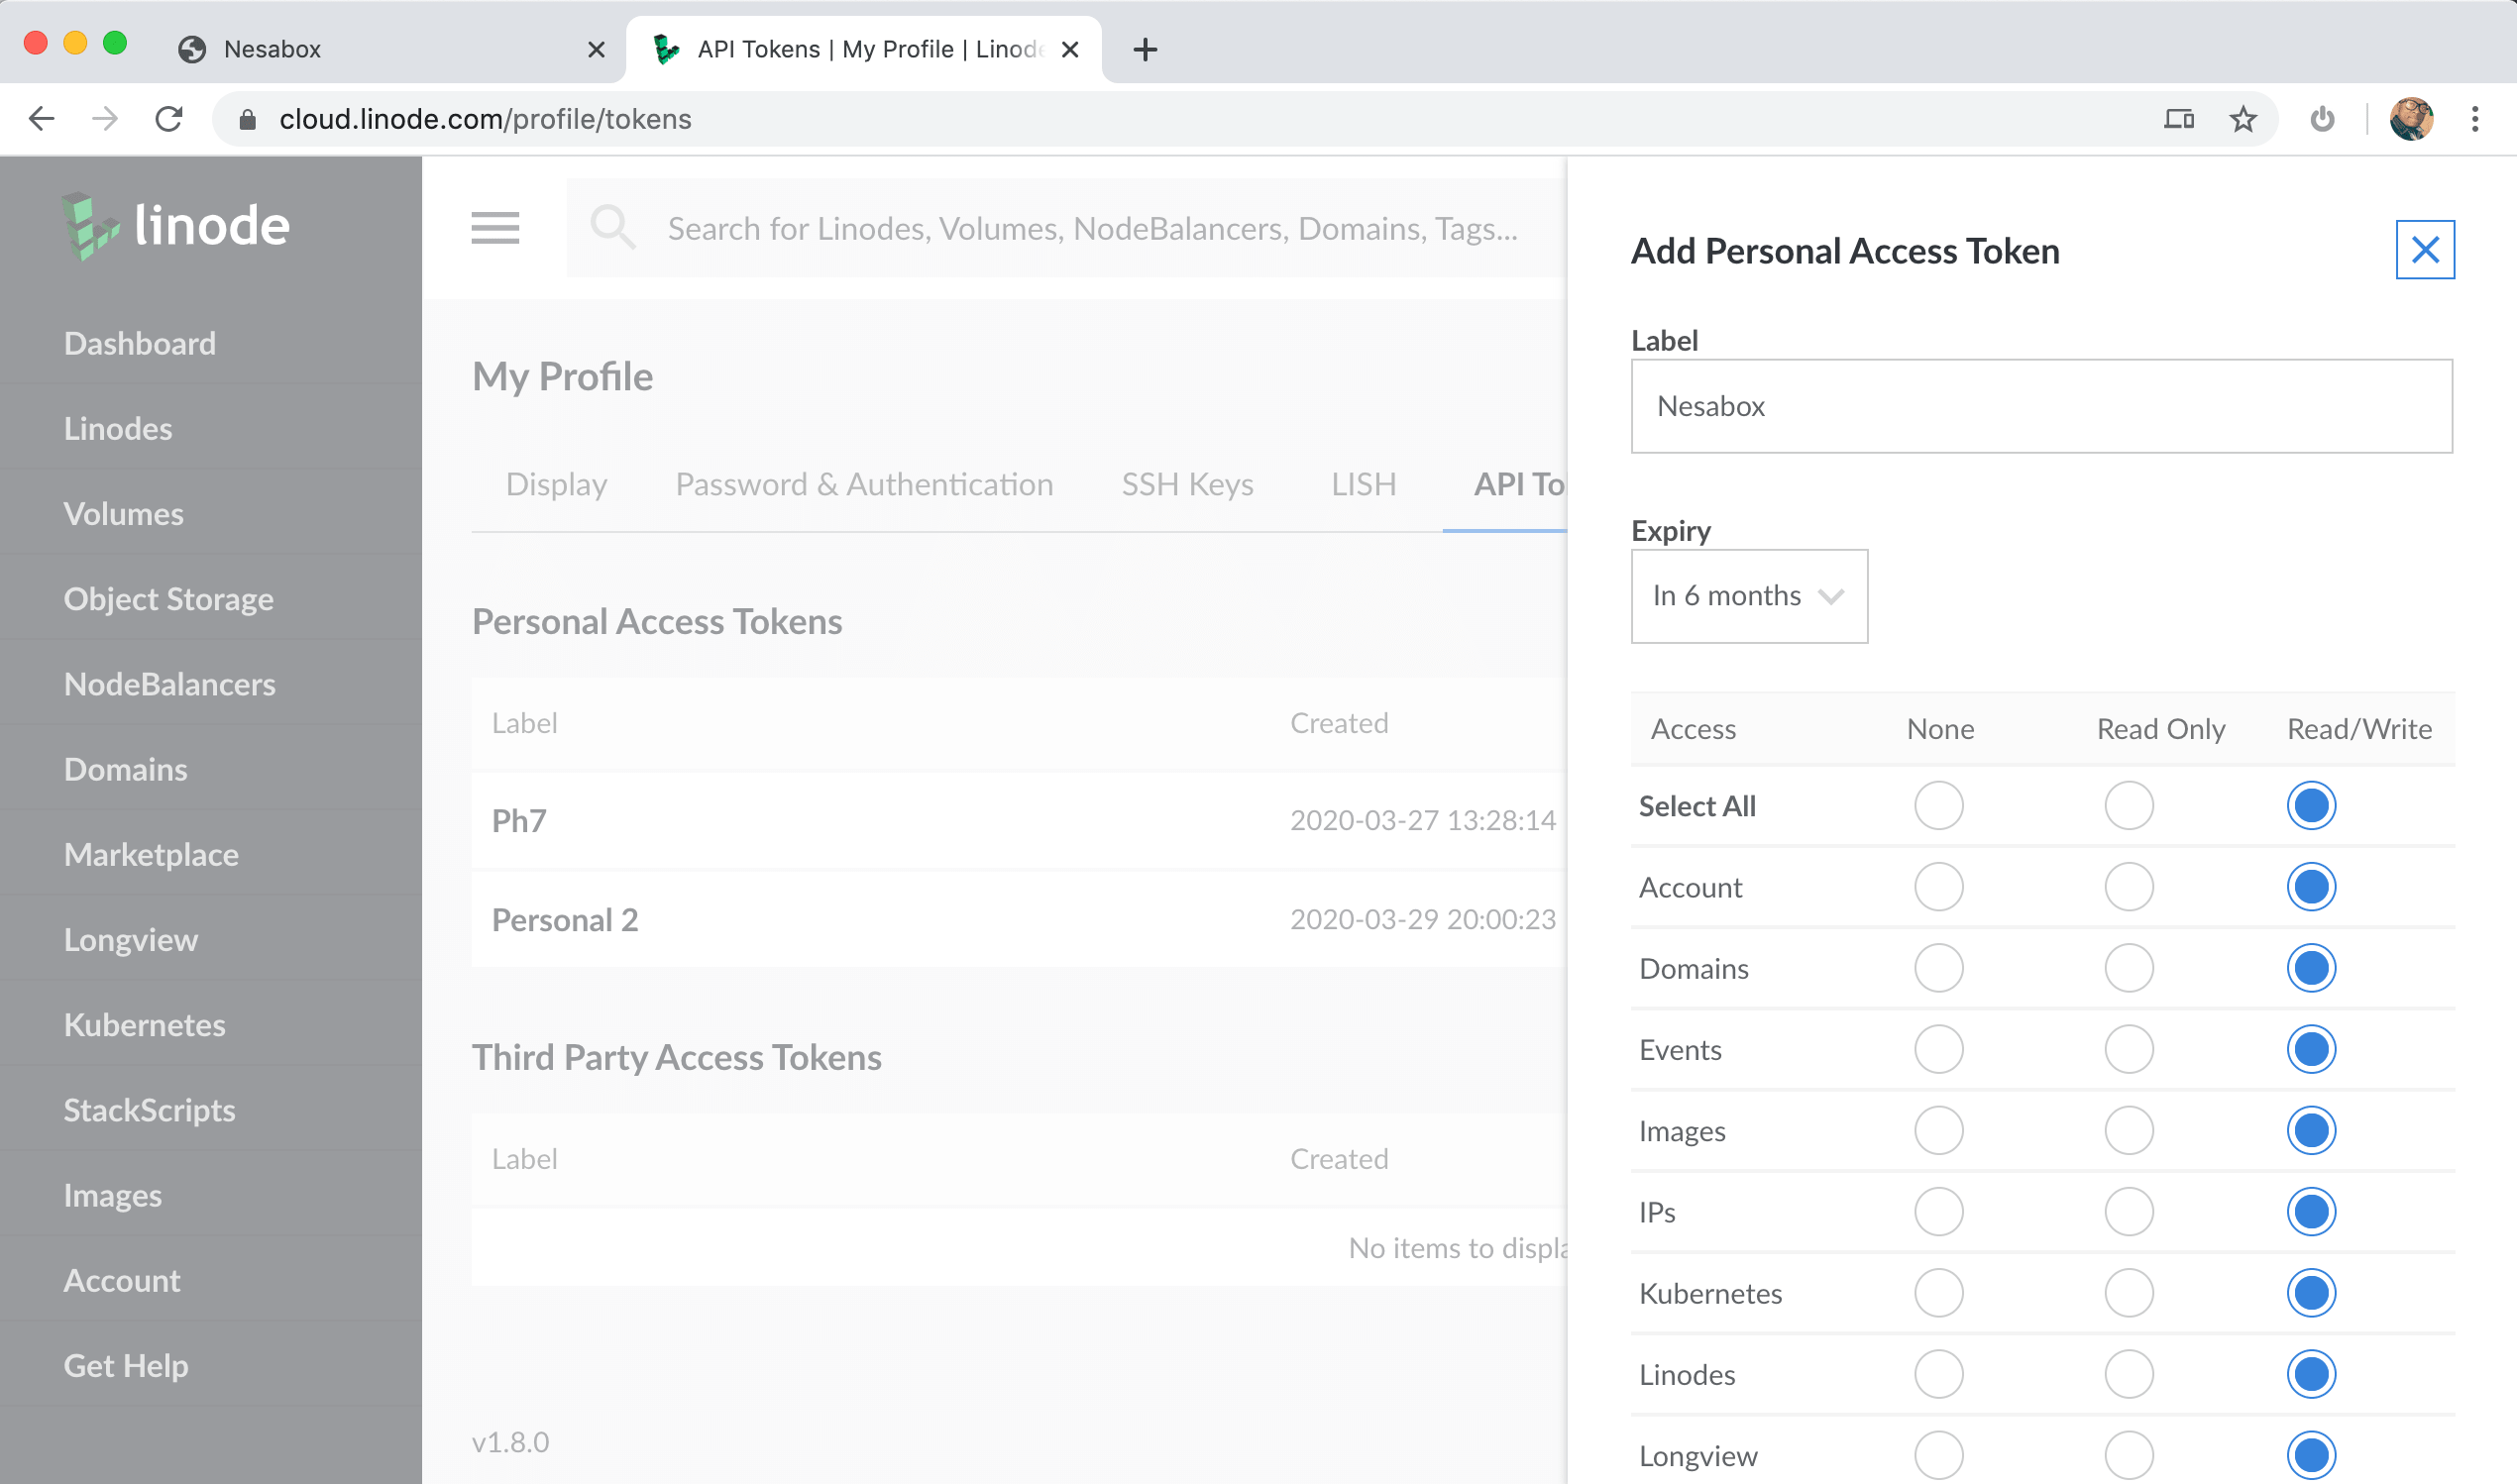 Nesabox
API Tokens | My Profile | Linode
cloud.linode.com/profile/tokens
linode
Dashboard
Linodes
Volumes
Object Storage
NodeBalancers
Domains
Marketplace
Longview
Kubernetes
StackScripts
Images
Account
Get Help
Search for Linodes, Volumes, NodeBalancers, Domains, Tags...
My Profile
Display Password & Authentication SSH Keys LISH API To
Personal Access Tokens
Label Created
Ph7 2020-03-27 13:28:14
Personal 2 2020-03-29 20:00:23
Third Party Access Tokens
Label Created
No items to displa
v1.8.0
Add Personal Access Token
Label
Nesabox
Expiry
In 6 months
Access None Read Only Read/Write
Select All
Account
Domains
Events
Images
IPs
Kubernetes
Linodes
Longview